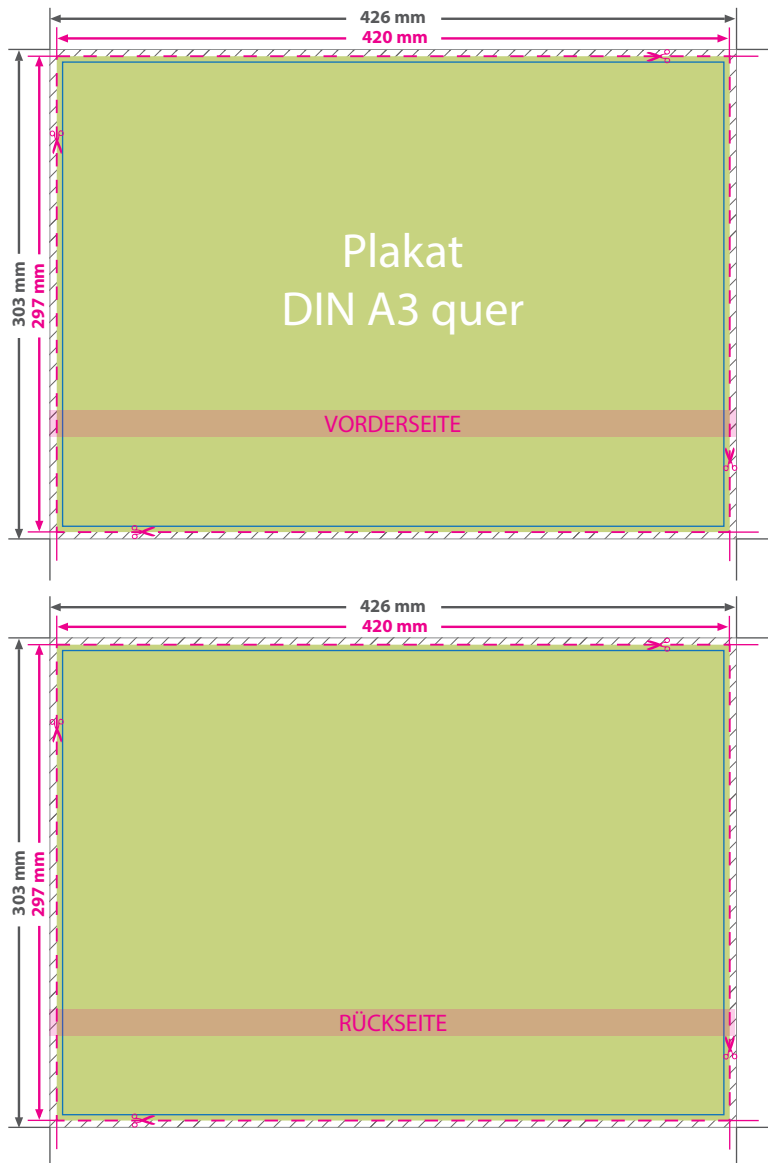 426 mm
420 mm
303 mm
297 mm
Plakat
DIN A3 quer
VORDERSEITE
426 mm
420 mm
303 mm
297 mm
RÜCKSEITE